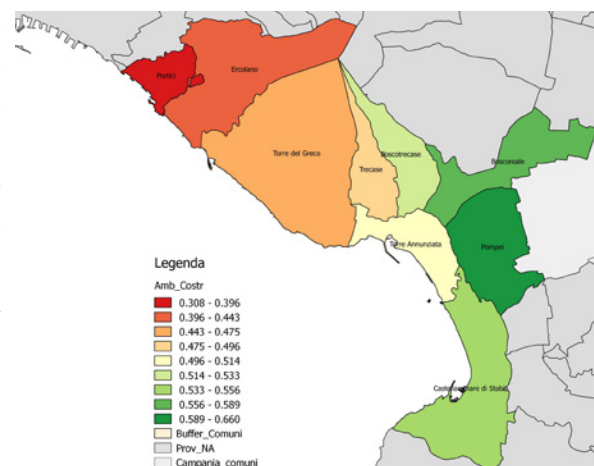 Portici
Ercolano
Torre del Greco
Trecase
Boscotrecase
Boscoreale
Torre Annunziata
Pompei
Castellammare di Stabia
Legenda
Amb_Costr
0.308 - 0.396
0.396 - 0.443
0.443 - 0.475
0.475 - 0.496
0.496 - 0.514
0.514 - 0.533
0.533 - 0.556
0.556 - 0.589
0.589 - 0.660
Buffer_Comuni
Prov_NA
Campania_comuni